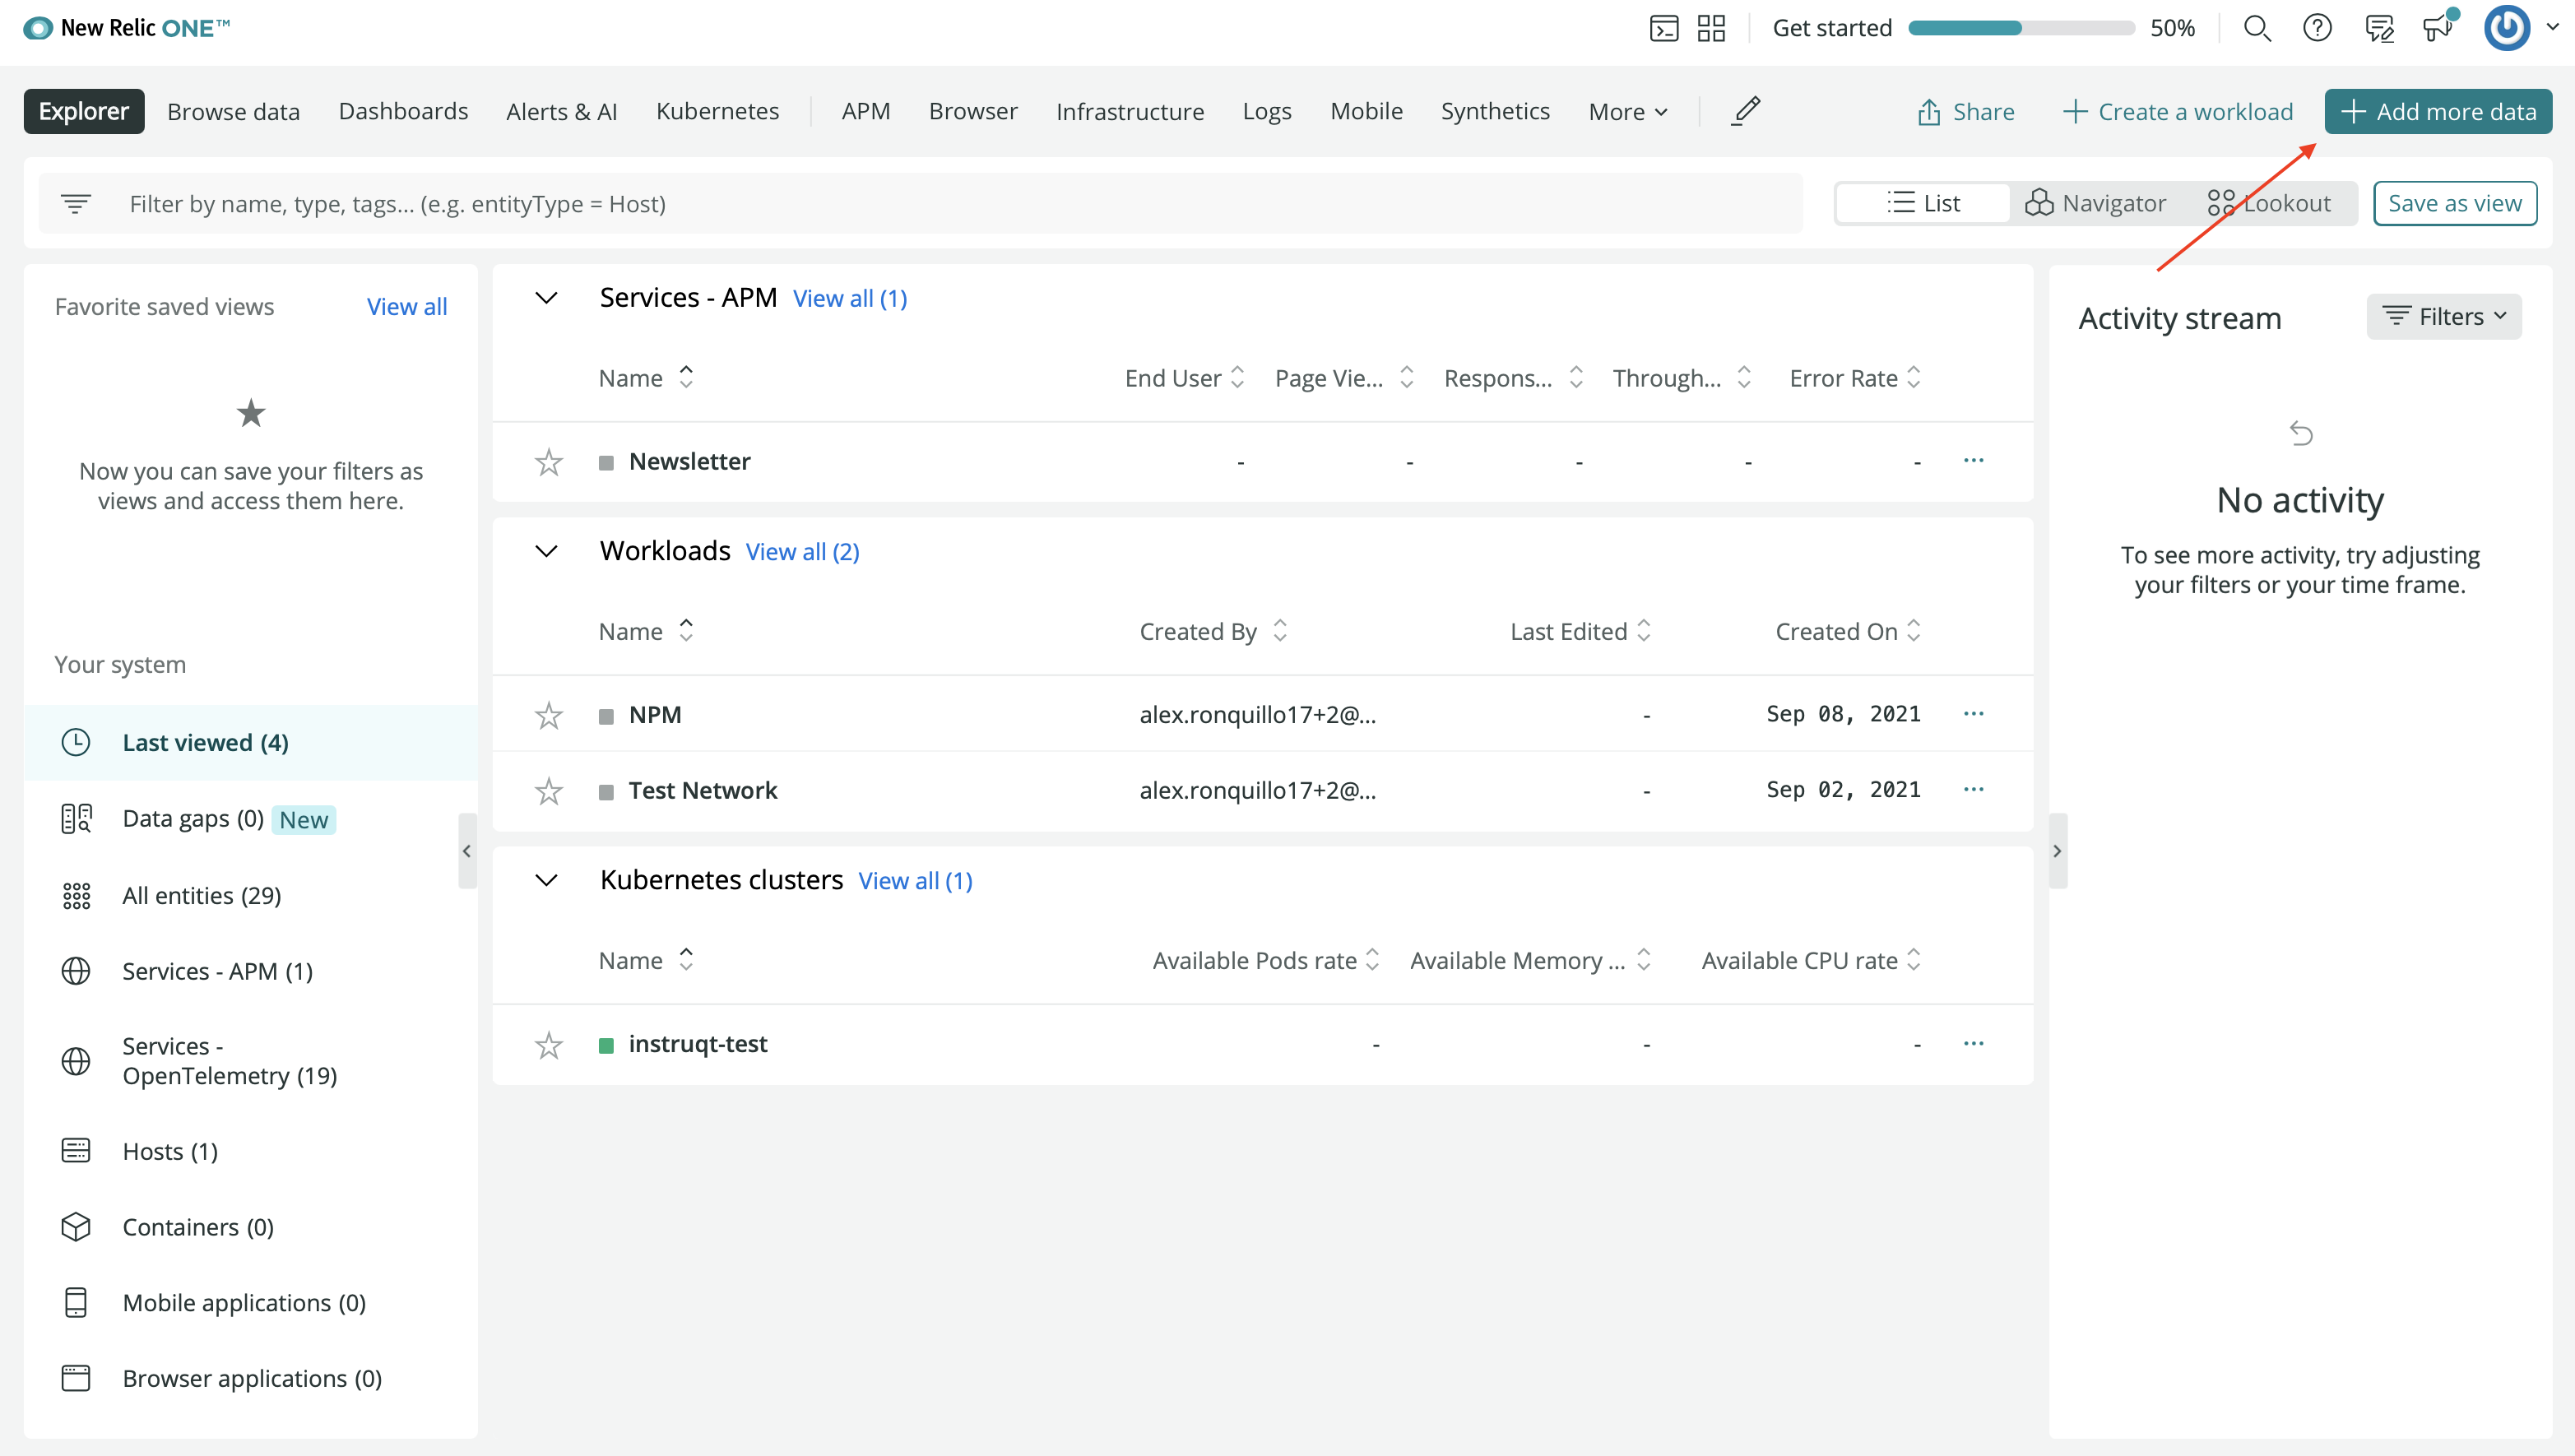 New Relic ONE™
Get started 50%
Explorer Browse data Dashboards Alerts & AI Kubernetes APM Browser Infrastructure Logs Mobile Synthetics More Share Create a workload Add more data
Filter by name, type, tags... (e.g. entityType = Host) List Navigator Lookout Save as view
Favorite saved views View all
Now you can save your filters as
views and access them here.
Your system
Last viewed (4)
Data gaps (0) New
All entities (29)
Services - APM (1)
Services -
OpenTelemetry (19)
Hosts (1)
Containers (0)
Mobile applications (0)
Browser applications (0)
Services - APM View all (1)
Name End User Page Vie... Respons... Through... Error Rate
Newsletter - - - - - ...
Workloads View all (2)
Name Created By Last Edited Created On
NPM alex.ronquillo17+2@... - Sep 08, 2021 ...
Test Network alex.ronquillo17+2@... - Sep 02, 2021 ...
Kubernetes clusters View all (1)
Name Available Pods rate Available Memory ... Available CPU rate
instruqt-test - - - ...
Activity stream Filters
No activity
To see more activity, try adjusting
your filters or your time frame.